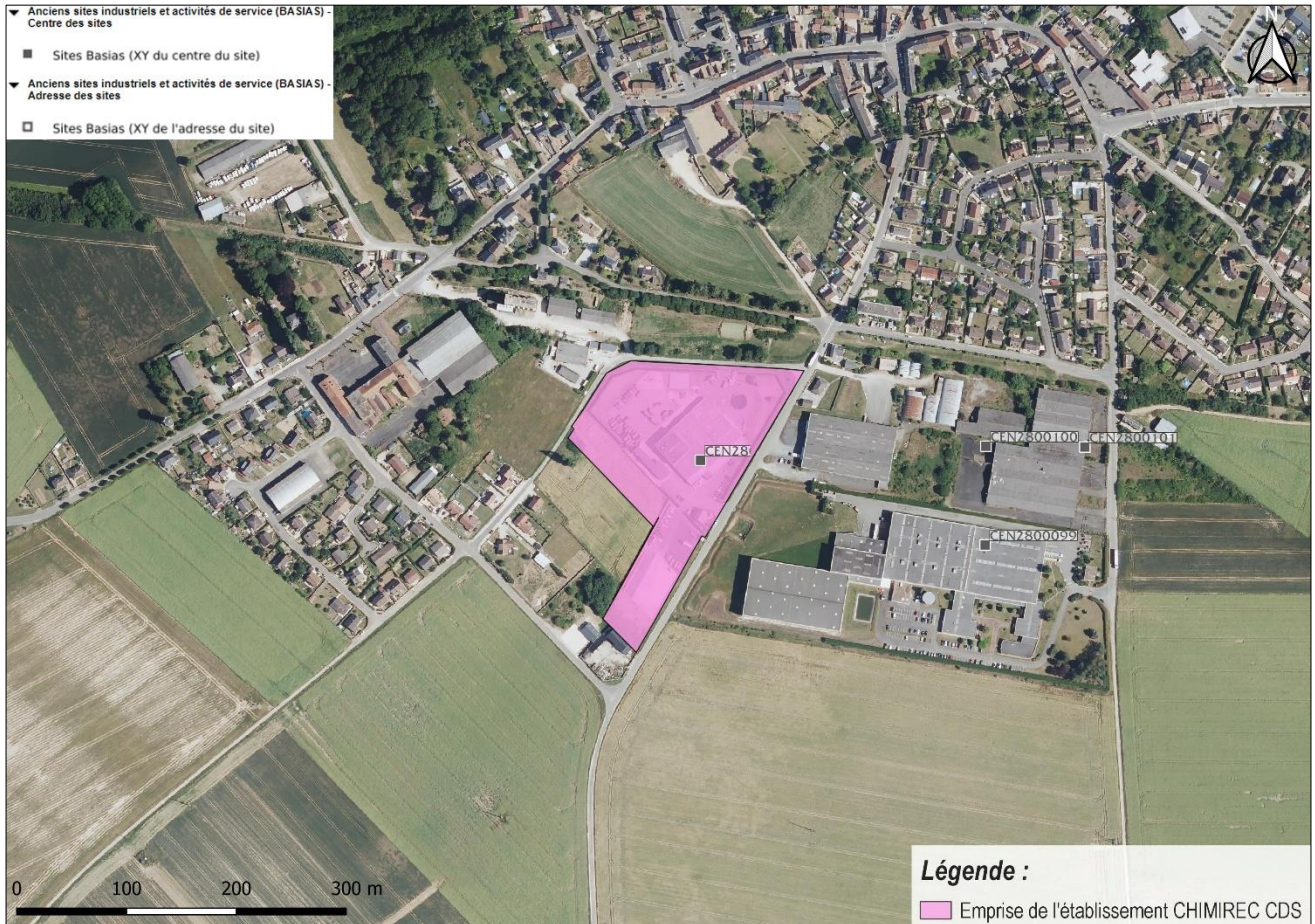 Anciens sites industriels et activités de service (BASIAS) -
Centre des sites
Sites Basias (XY du centre du site)
Anciens sites industriels et activités de service (BASIAS) -
Adresse des sites
Sites Basias (XY de l'adresse du site)
N
CEN2800100
CEN2800101
CEN28
CEN2800099
Légende :
0 100 200 300 m
Emprise de l'établissement CHIMIREC CDS